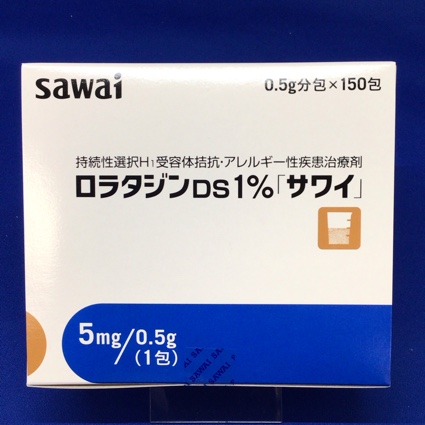 sawai
0.5g分包×150包
持続性選択H1受容体拮抗・アレルギー性疾患治療剤
ロラタジンDS1%「サワイ」
5mg/0.5g
(1包)
SAWAI